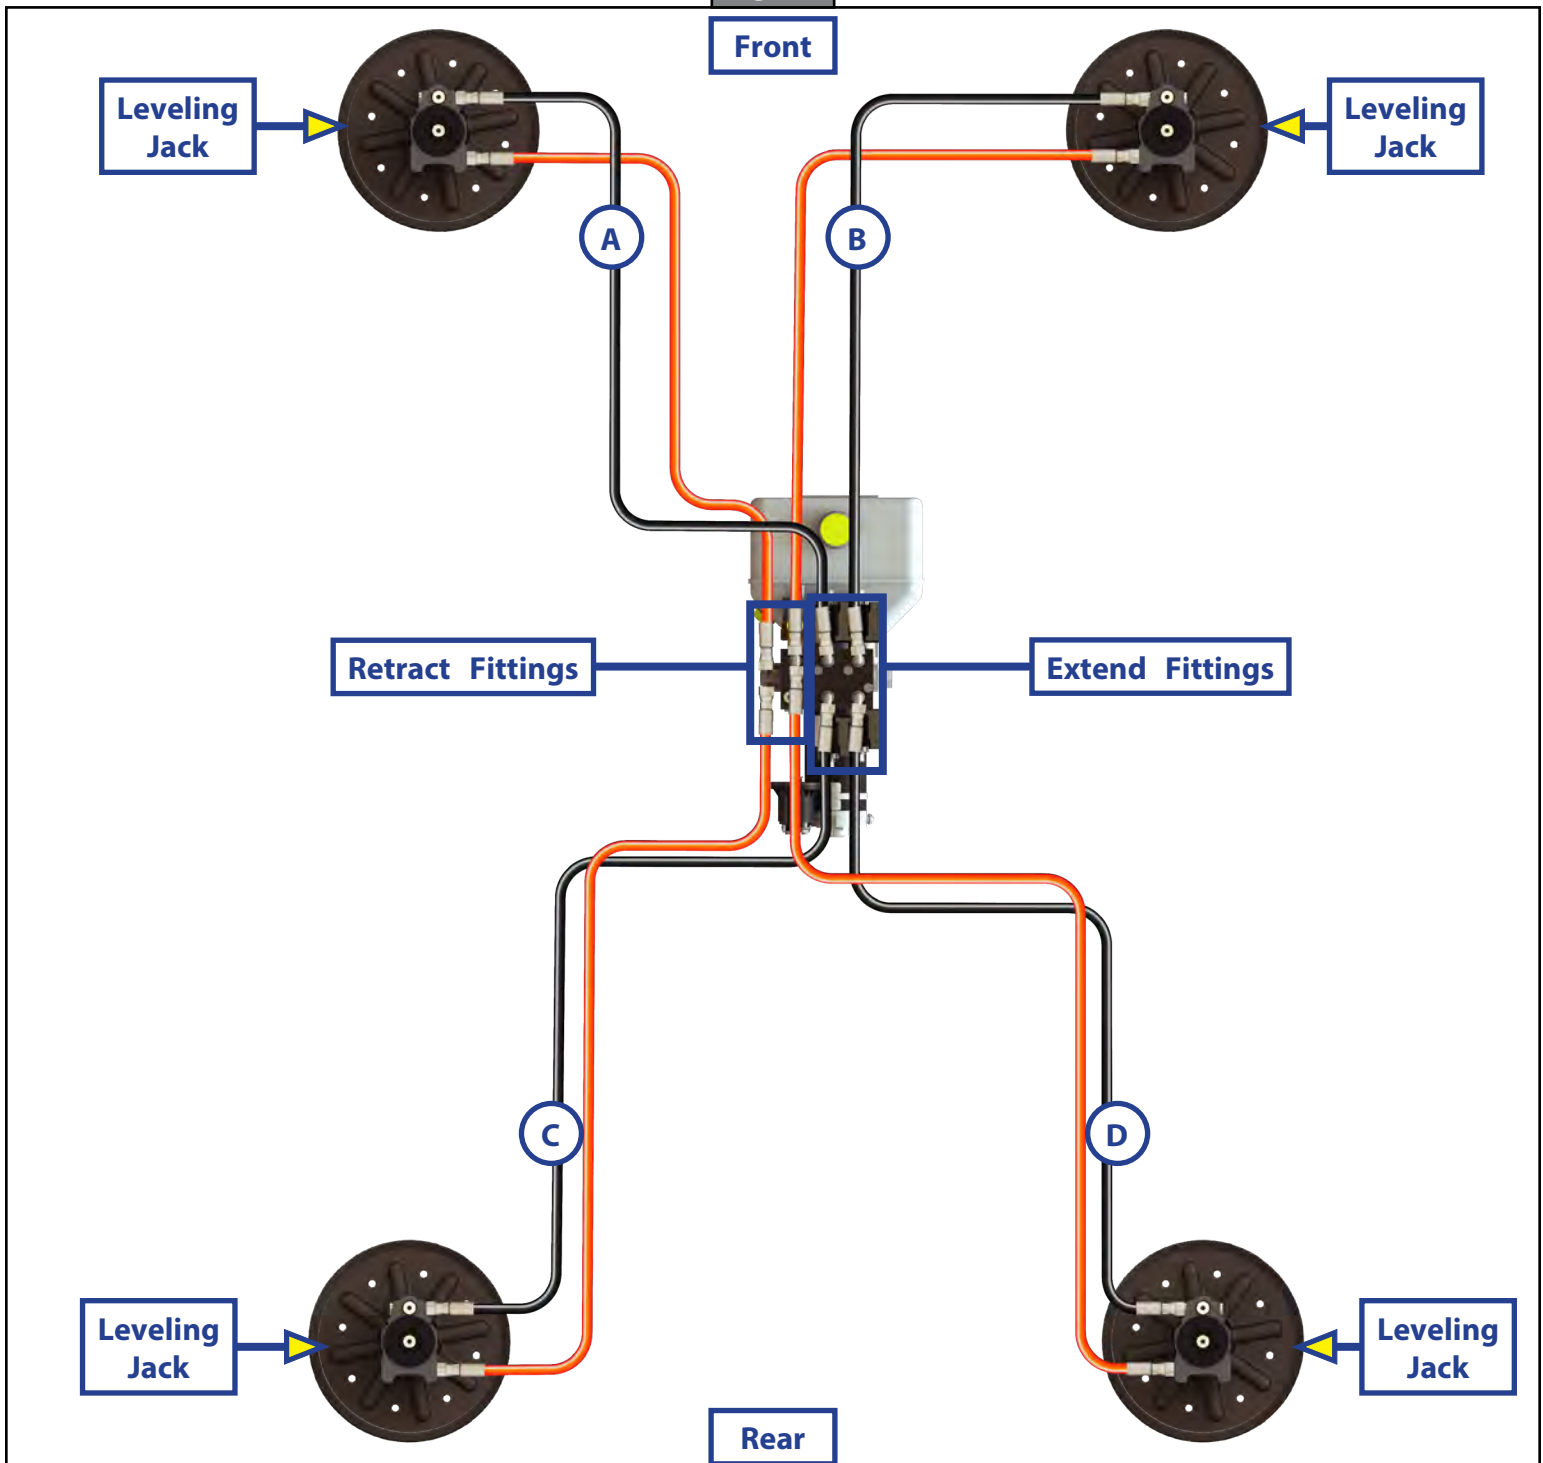 Front
Leveling
Jack
Leveling
Jack
A
B
Retract Fittings
Extend Fittings
C
D
Leveling
Jack
Leveling
Jack
Rear